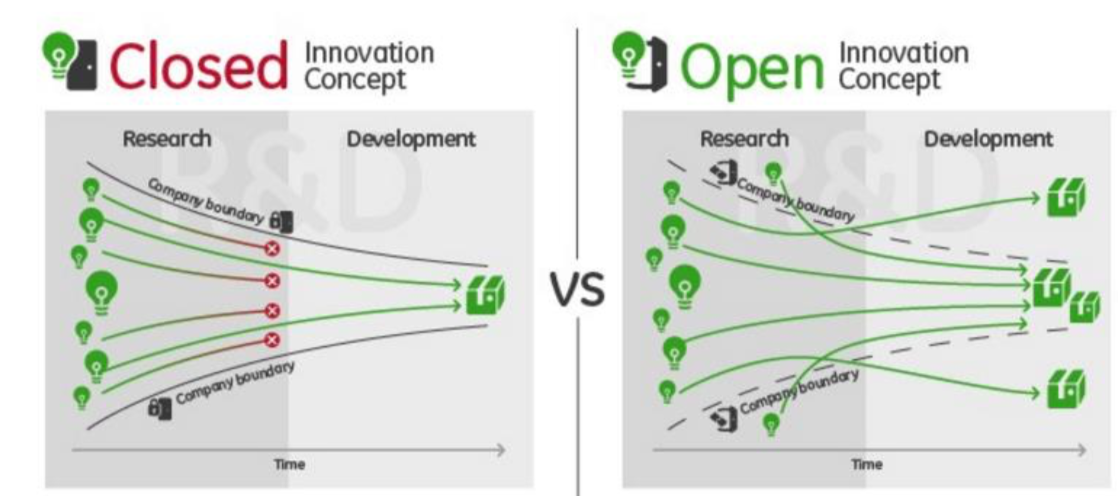 Closed Innovation
Concept
R&D
Research
Development
Company boundary
Company boundary
Time
VS
Open Innovation
Concept
R&D
Research
Development
Company boundary
Company boundary
Time